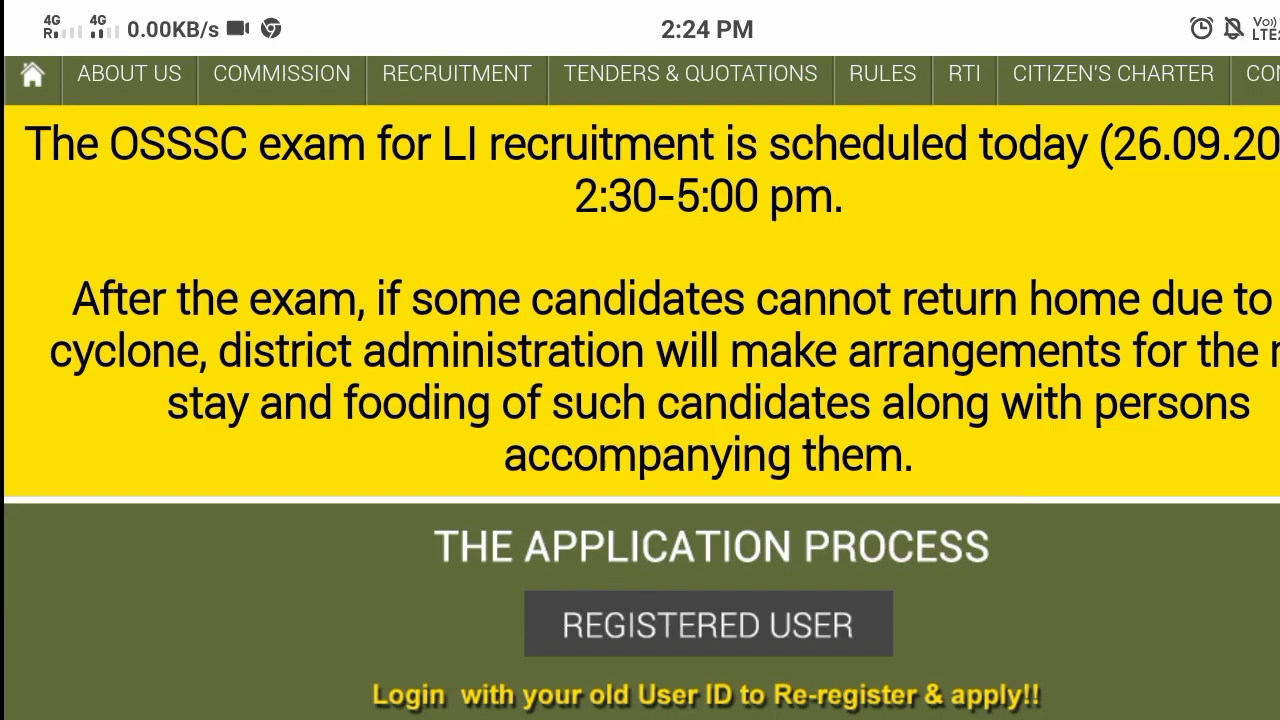 4G 4G
R 0.00KB/s 2:24 PM Vo))
LTE
ABOUT US COMMISSION RECRUITMENT TENDERS & QUOTATIONS RULES RTI CITIZEN'S CHARTER
The OSSSC exam for LI recruitment is scheduled today (26.09.20
2:30-5:00 pm.
After the exam, if some candidates cannot return home due to
cyclone, district administration will make arrangements for the
stay and fooding of such candidates along with persons
accompanying them.
THE APPLICATION PROCESS
REGISTERED USER
Login with your old User ID to Re-register & apply!!